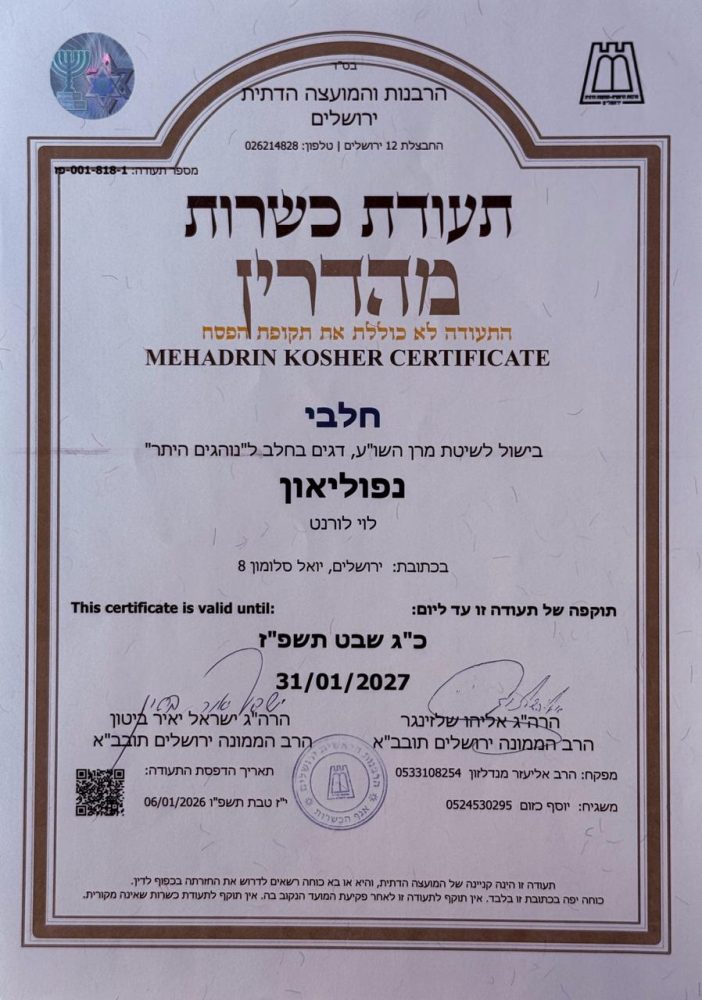 בס"ד
הרבנות והמועצה הדתית
ירושלים
החבצלת 12 ירושלים | טלפון: 026214828
מספר תעודה: 001-818-1
תעודת כשרות
מהדרין
התעודה לא כוללת את תקופת הפסח
MEHADRIN KOSHER CERTIFICATE
חלבי
בישול לשיטת מרן השו"ע, דגים בחלב ל"נוהגים היתר"
נפוליאון
לוי לורנט
בכתובת: ירושלים, יואל סלומון 8
תוקפה של תעודה זו עד ליום: This certificate is valid until:
כ"ג שבט תשפ"ז
31/01/2027
הרה"ג אליהו שלזינגר הרה"ג ישראל יאיר ביטון
הרב הממונה ירושלים תובב"א הרב הממונה ירושלים תובב"א
מפקח: הרב אליעזר מנדלזון 0533108254 תאריך הדפסת התעודה:
משגיח: יוסף כזום 0524530295 י"ז טבת תשפ"ו 06/01/2026
הרבנות הראשית ירושלים
אגף הכשרות
תעודה זו הינה קניינה של המועצה הדתית, והיא או בא כוחה רשאים לדרוש את החזרתה בכפוף לדין.
כוחה יפה בכתובת זו בלבד. אין תוקף לתעודה זו לאחר פקיעת המועד הנקוב בה. אין תוקף לתעודת כשרות שאינה מקורית.